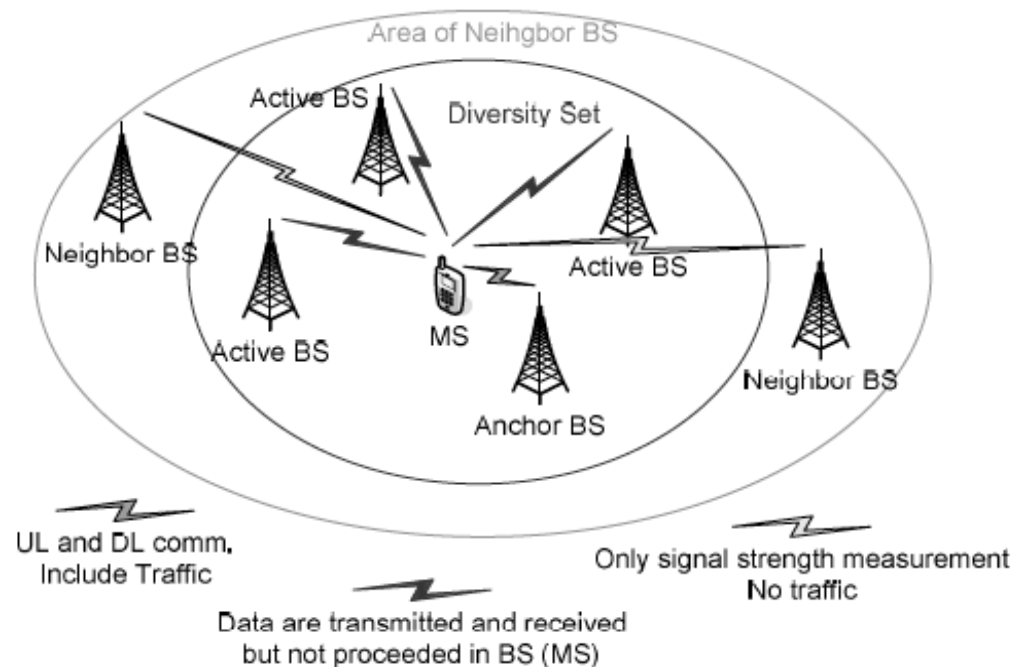 Area of Neihgbor BS
Active BS
Diversity Set
Neighbor BS
Active BS
Active BS
MS
Neighbor BS
Anchor BS
UL and DL comm,
Include Traffic
Only signal strength measurement
No traffic
Data are transmitted and received
but not proceeded in BS (MS)